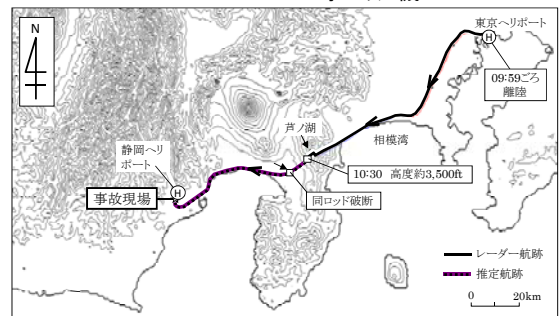 N
東京ヘリポート
H
09:59ごろ
離陸
芦ノ湖
相模湾
静岡ヘリ
ポート
H
10:30 高度約3,500ft
事故現場
同ロッド破断
レーダー航跡
推定航跡
0 20km